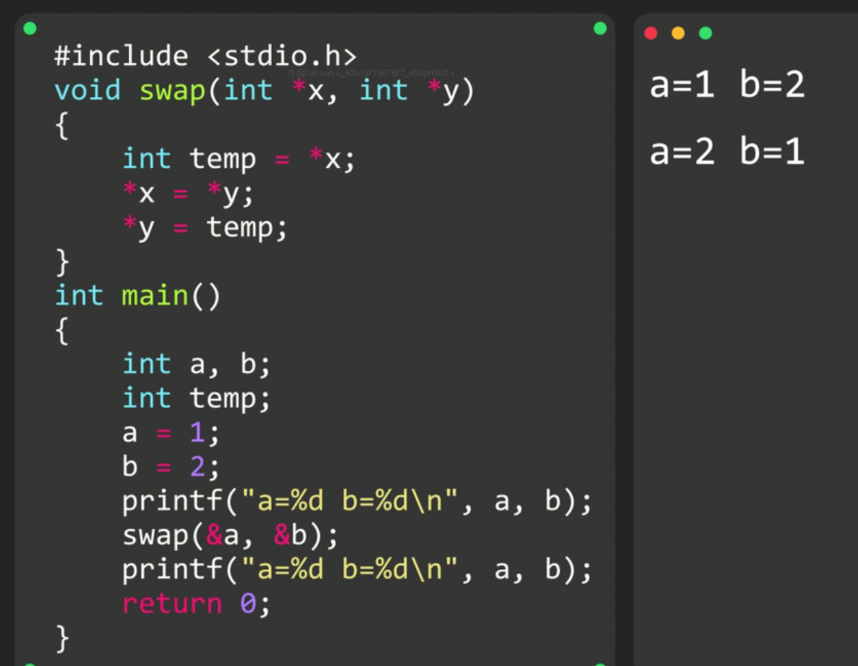 #include <stdio.h>
void swap(int *x, int *y)
{
    int temp = *x;
    *x = *y;
    *y = temp;
}
int main()
{
    int a, b;
    int temp;
    a = 1;
    b = 2;
    printf("a=%d b=%d\n", a, b);
    swap(&a, &b);
    printf("a=%d b=%d\n", a, b);
    return 0;
}
a=1 b=2
a=2 b=1